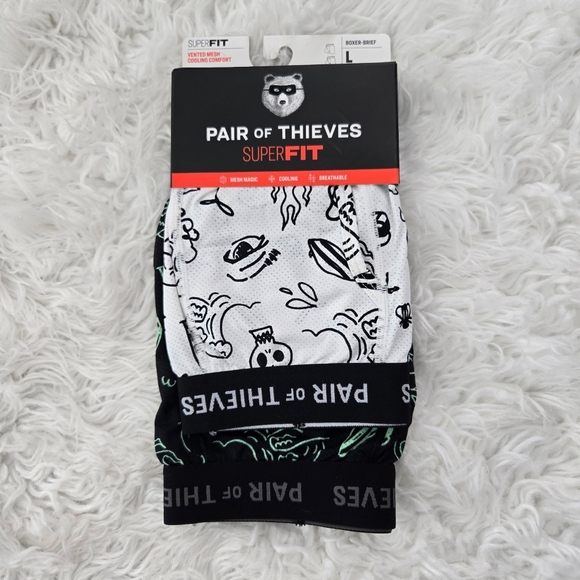 SUPERFIT
VENTED MESH
COOLING COMFORT
BOXER-BRIEF
L
PAIR OF THIEVES
SUPERFIT
MESH MAGIC COOLING BREATHABLE
PAIR OF THIEVES
PAIR OF THIEVES